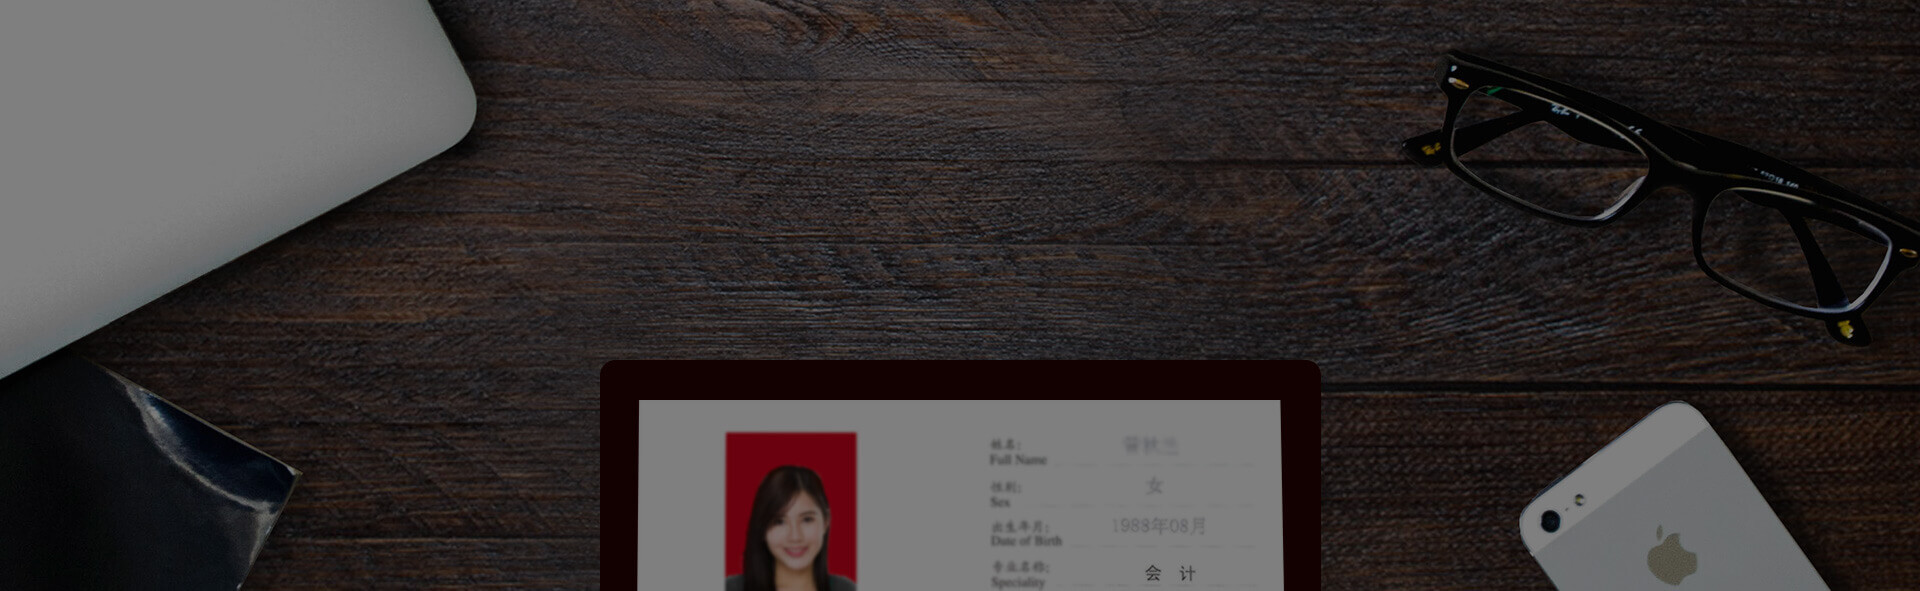 姓名:
Full Name
性别:
女
Sex
出生年月:
1988年08月
Date of Birth
专业名称:
会 计
Speciality